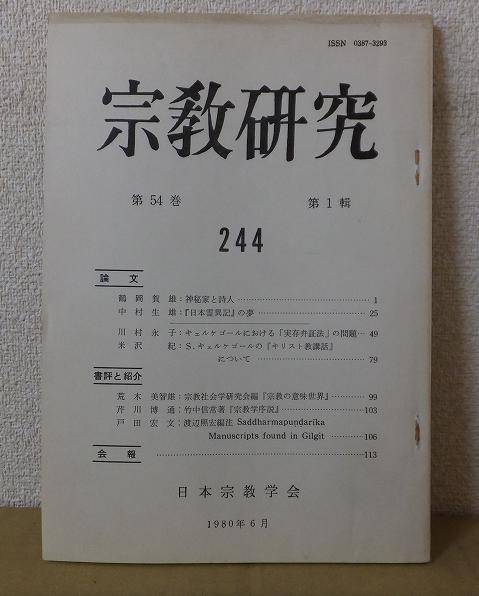 ISSN 0387-3293
宗教研究
第54巻 第1輯
244
論文
鶴岡賀雄：神秘家と詩人 …… 1
中村生雄：『日本霊異記』の夢 …… 25
川村永子：キェルケゴールにおける「実存弁証法」の問題… 49
米沢紀：S.キェルケゴールの『キリスト教講話』
について …… 79
書評と紹介
荒木美智雄：宗教社会学研究会編『宗教の意味世界』…… 99
芹川博通：竹中信常著『宗教学序説』……103
戸田宏文：渡辺照宏編注 Saddharmapuṇḍarīka
Manuscripts found in Gilgit ……106
会報 ……113
日本宗教学会
1980年6月